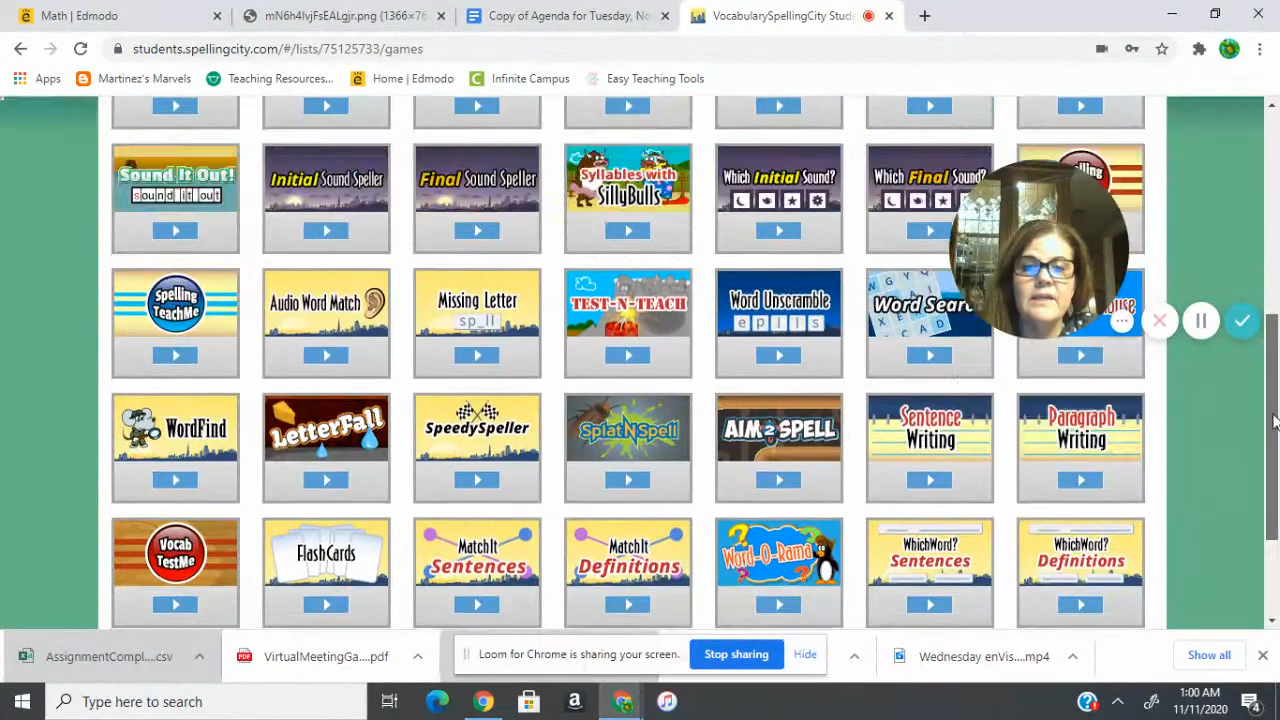 Math | Edmodo
mN6h4IvjFsEALgjr.png (1366×76
Copy of Agenda for Tuesday, No
VocabularySpellingCity Stude
students.spellingcity.com/#/lists/75125733/games
Apps
Martinez's Marvels
Teaching Resources...
Home | Edmodo
Infinite Campus
Easy Teaching Tools
Sound It Out!
sound it out
Initial Sound Speller
Final Sound Speller
Syllables with
SillyBulls
Which Initial Sound?
Which Final Sound?
Spelling
TeachMe
Audio Word Match
Missing Letter
sp_ll
TEST-N-TEACH
Word Unscramble
e p l l s
Word Sear
WordFind
LetterFall
SpeedySpeller
SplatNSpell
AIM 2 SPELL
Sentence
Writing
Paragraph
Writing
Vocab
TestMe
FlashCards
MatchIt
Sentences
MatchIt
Definitions
Word-O-Rama
WhichWord?
Sentences
WhichWord?
Definitions
AssignmentCompl....csv
VirtualMeetingGa....pdf
Loom for Chrome is sharing your screen.
Stop sharing
Hide
Wednesday enVis....mp4
Show all
Type here to search
1:00 AM
11/11/2020
4